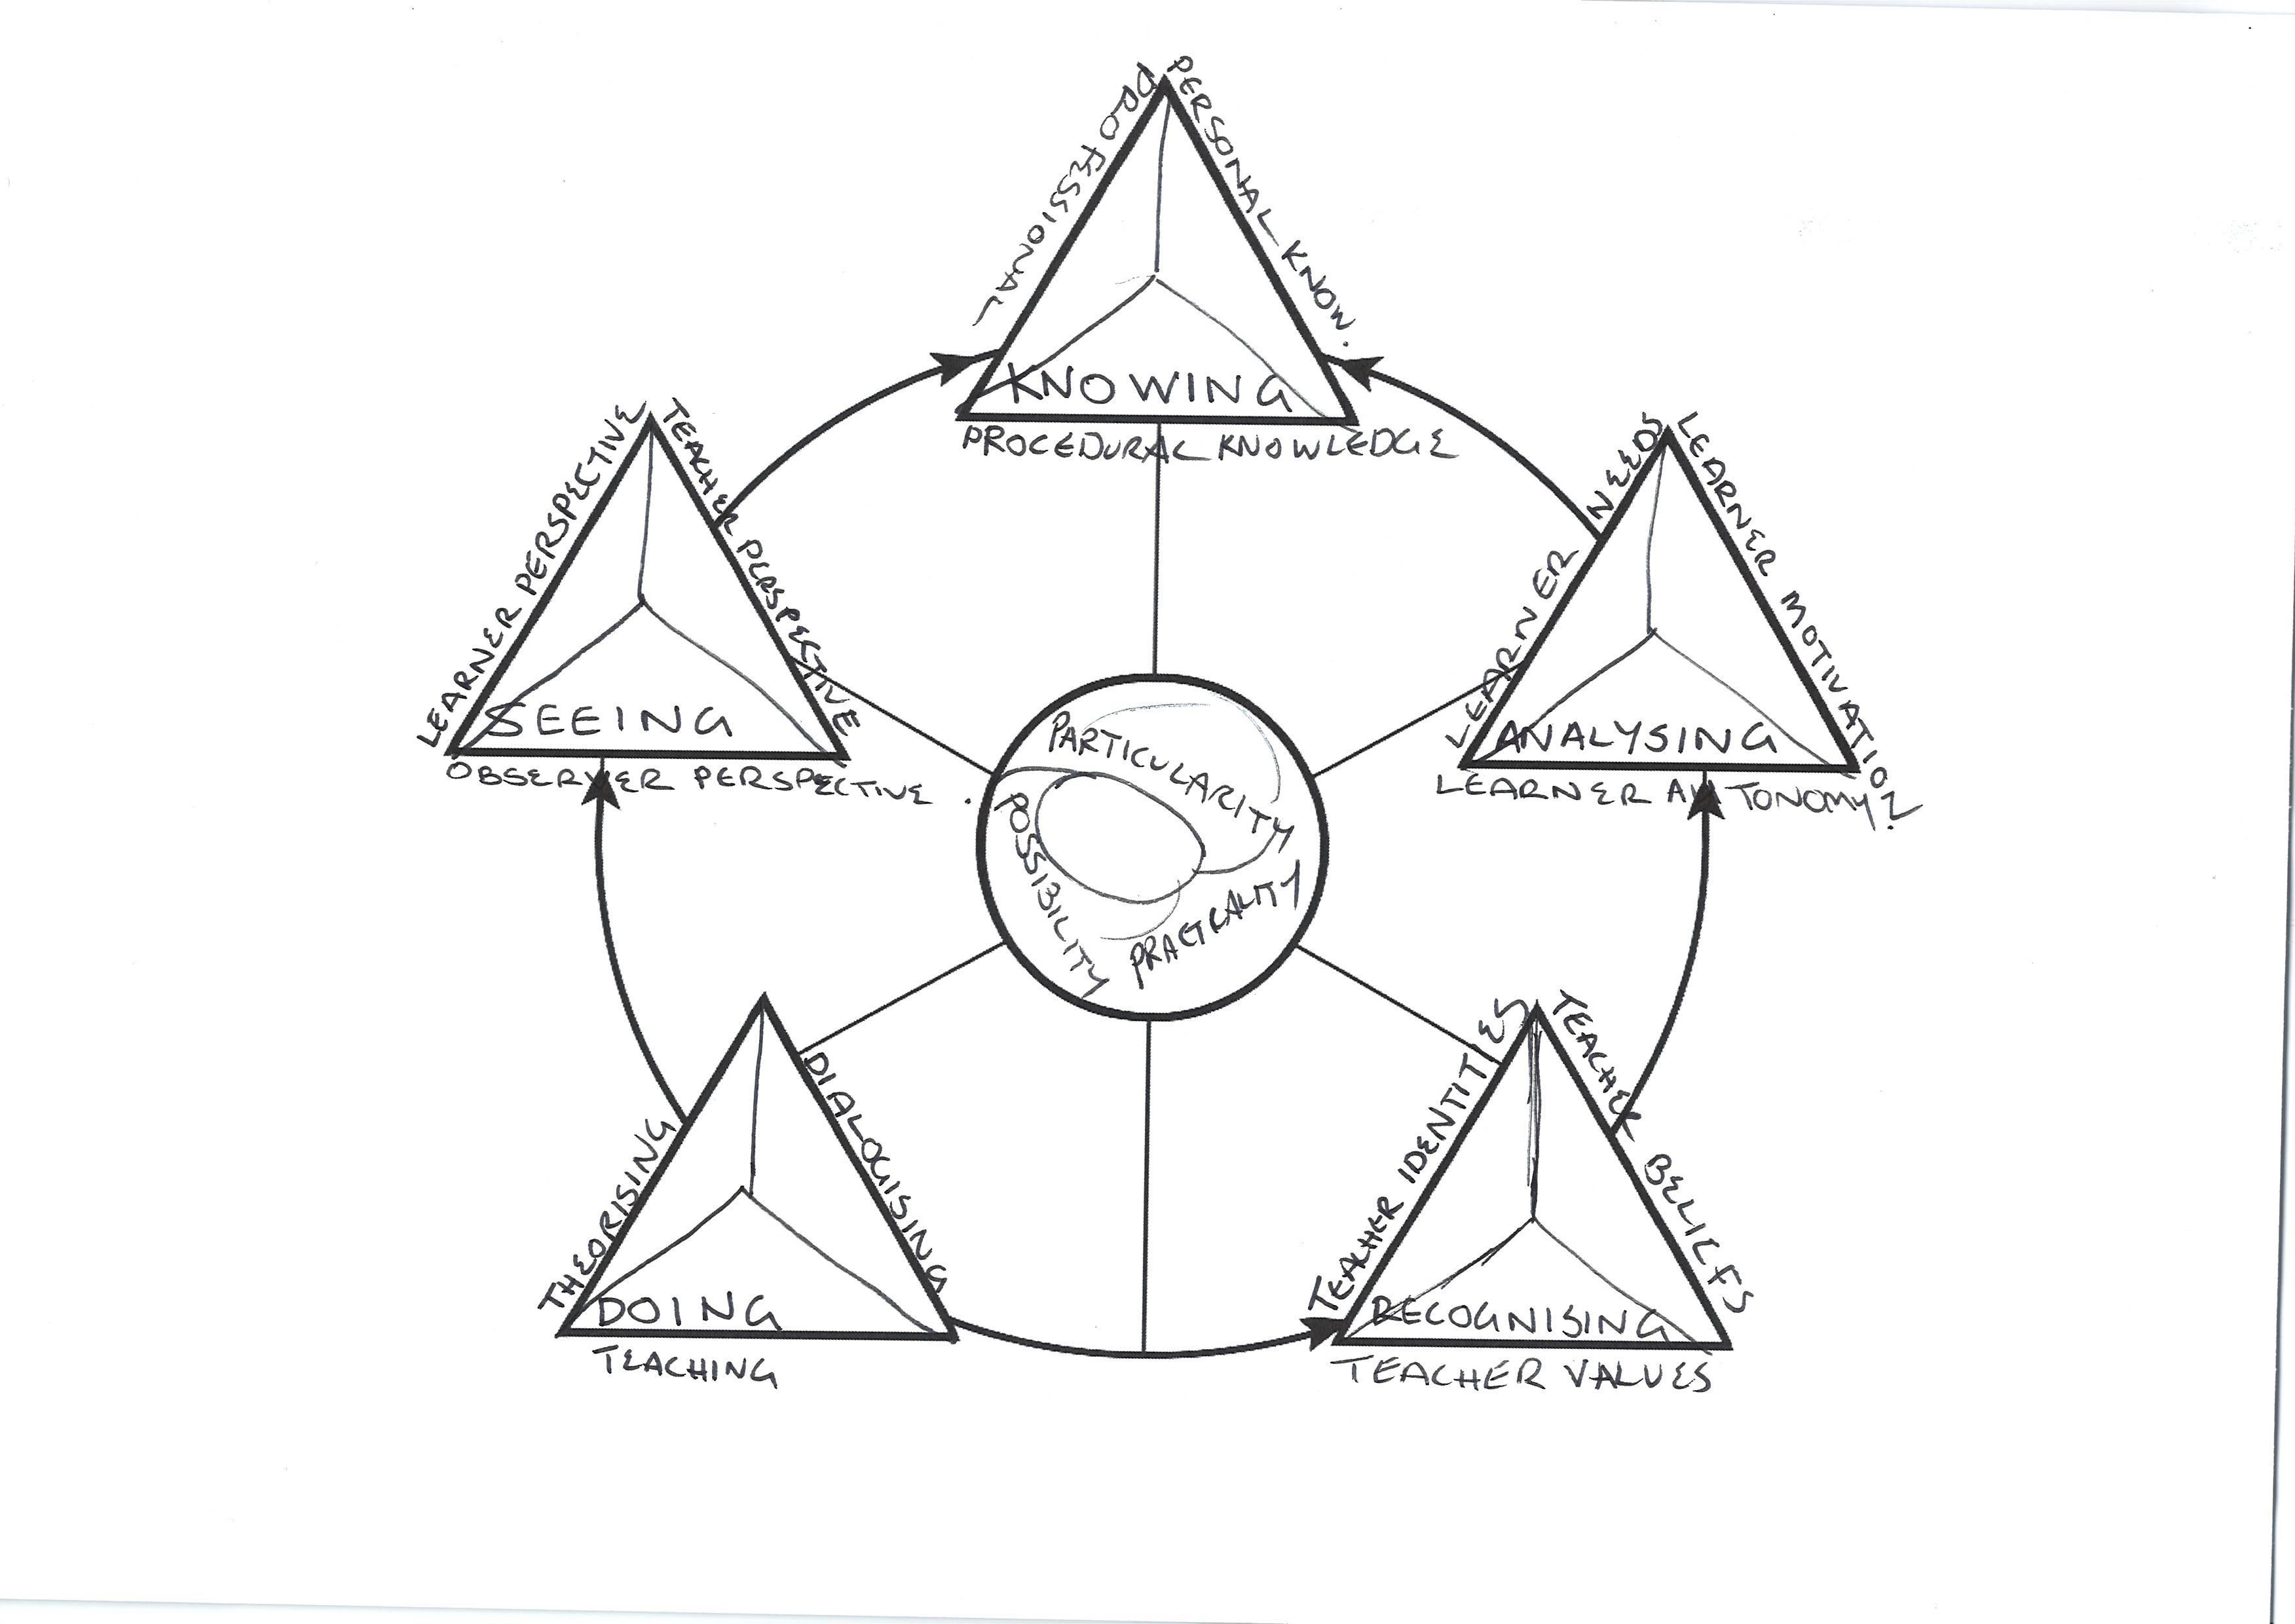 PROFESSIONAL
PERSONAL KNOW.
KNOWING
PROCEDURAL KNOWLEDGE
LEARNER PERSPECTIVE
TEACHER PERSPECTIVE
SEEING
OBSERVER PERSPECTIVE.
LEARNER NEEDS
LEARNER MOTIVATIO
ANALYSING
LEARNER AUTONOMY?
PARTICULARITY
POSSIBILITY
PRACTICALITY
THEORISING
DIALOGISING
DOING
TEACHING
TEACHER IDENTITIES
TEACHER BELIEFS
RECOGNISING
TEACHER VALUES